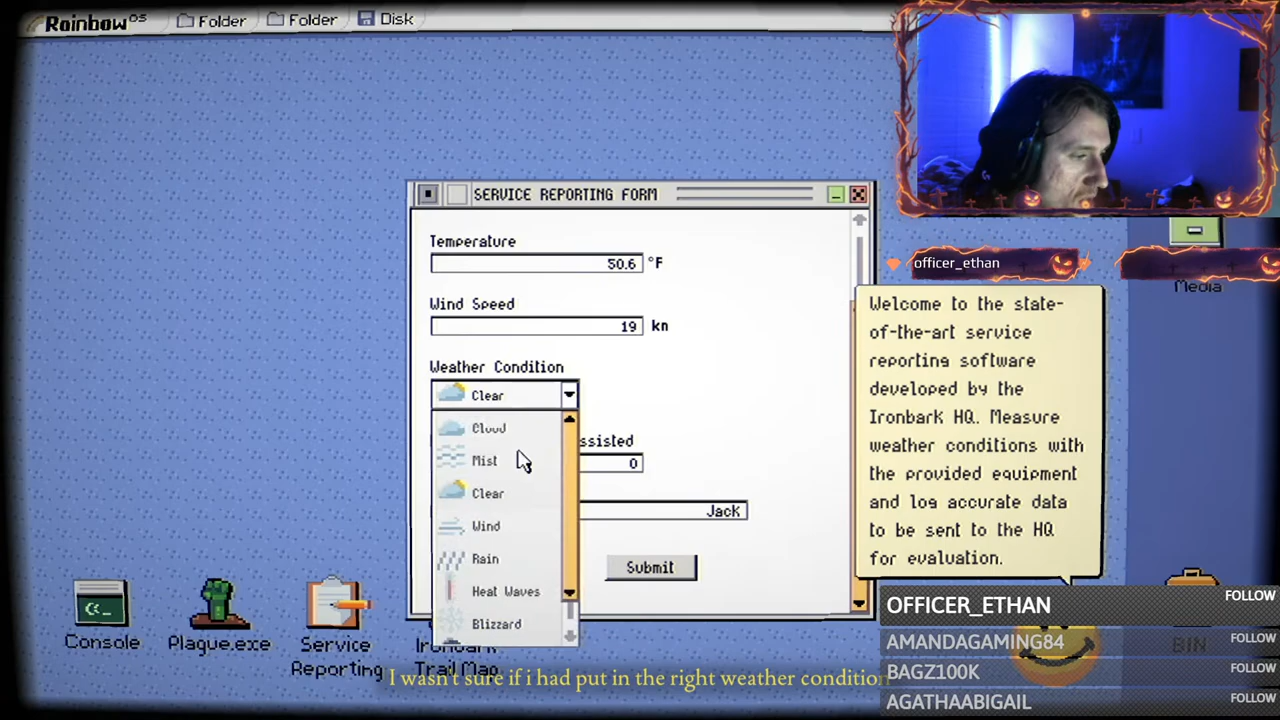 Rainbow OS
Folder
Folder
Disk
SERVICE REPORTING FORM
Temperature
50.6 °F
Wind Speed
19 kn
Weather Condition
Clear
Cloud
Mist
Clear
Wind
Rain
Heat Waves
Blizzard
ssisted
0
Jack
Submit
officer_ethan
Media
Welcome to the state-
of-the-art service
reporting software
developed by the
Ironbark HQ. Measure
weather conditions with
the provided equipment
and log accurate data
to be sent to the HQ
for evaluation.
Console
Plague.exe
Service
Reporting
Trail Map
BIN
OFFICER_ETHAN FOLLOW
AMANDAGAMING84 FOLLOW
BAGZ100K FOLLOW
AGATHAABIGAIL FOLLOW
I wasn't sure if i had put in the right weather condition